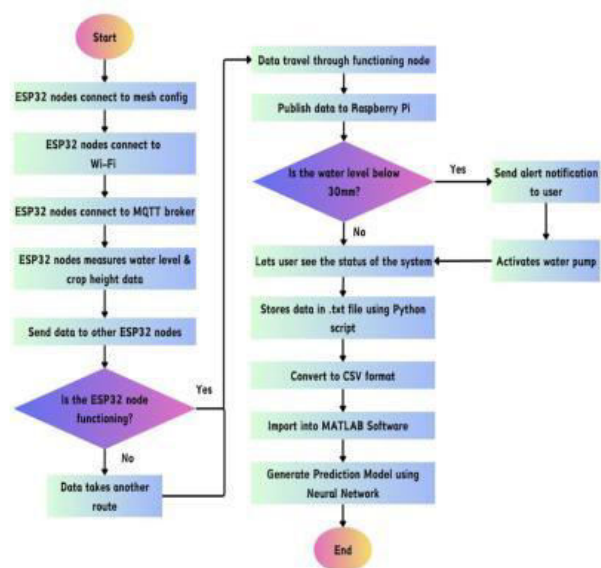 Start
ESP32 nodes connect to mesh config
ESP32 nodes connect to
Wi-Fi
ESP32 nodes connect to MQTT broker
ESP32 nodes measures water level &
crop height data
Send data to other ESP32 nodes
Is the ESP32 node
functioning?
Yes
No
Data takes another
route
Data travel through functioning node
Publish data to Raspberry Pi
Is the water level below
30mm?
Yes
Send alert notification
to user
Activates water pump
No
Lets user see the status of the system
Stores data in .txt file using Python
script
Convert to CSV format
Import into MATLAB Software
Generate Prediction Model using
Neural Network
End